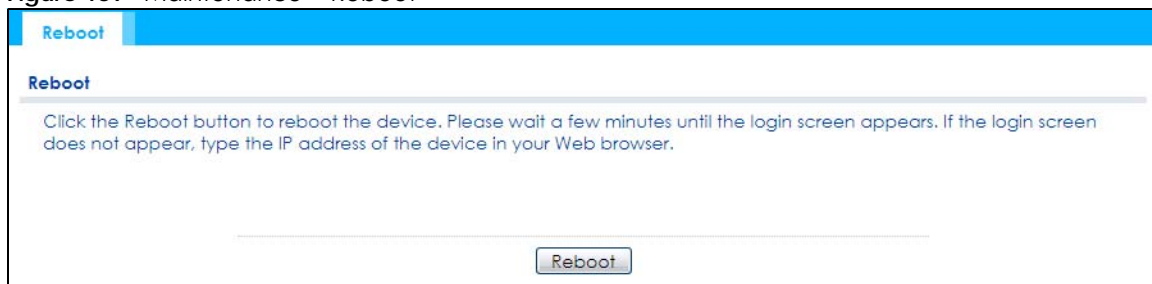 Maintenance Reboot
Reboot
Reboot
Click the Reboot button to reboot the device. Please wait a few minutes until the login screen appears. If the login screen
does not appear, type the IP address of the device in your Web browser.
Reboot